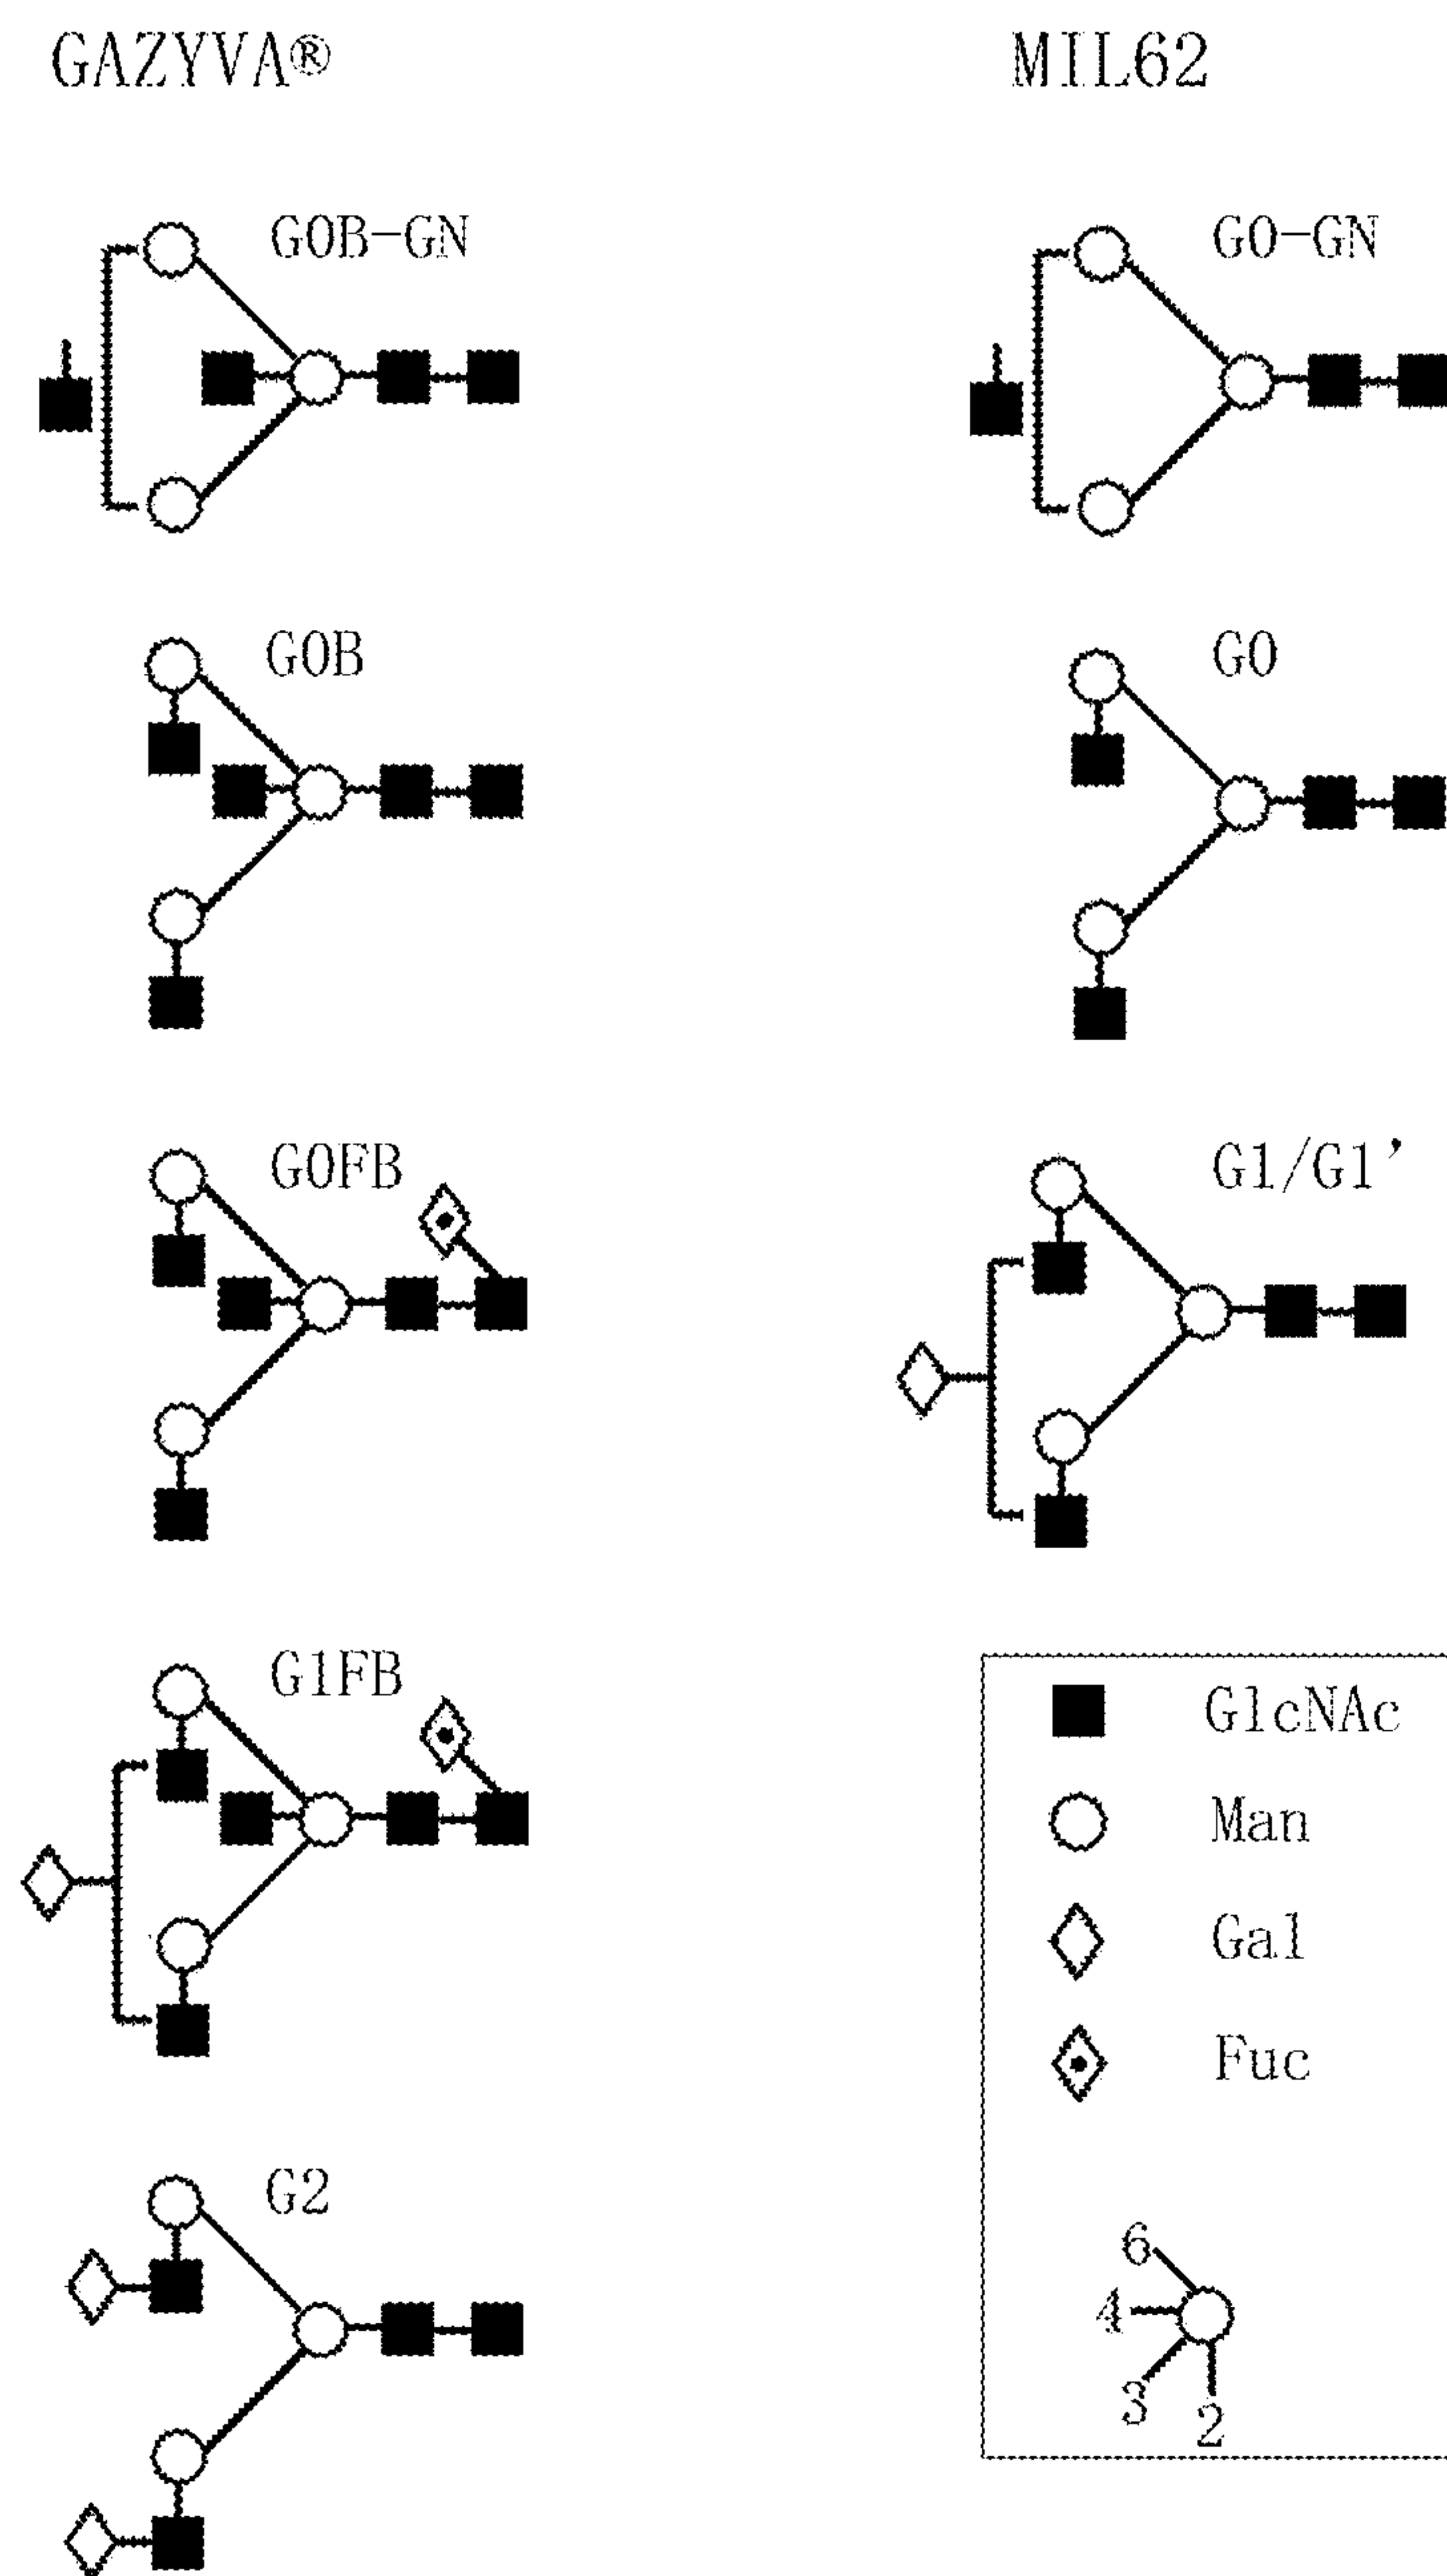 GAZYVA® MIL62
G0B-GN G0-GN
G0B G0
G0FB G1/G1’
G1FB
GlcNAc
Man
Gal
Fuc
G2
6
4
3
2